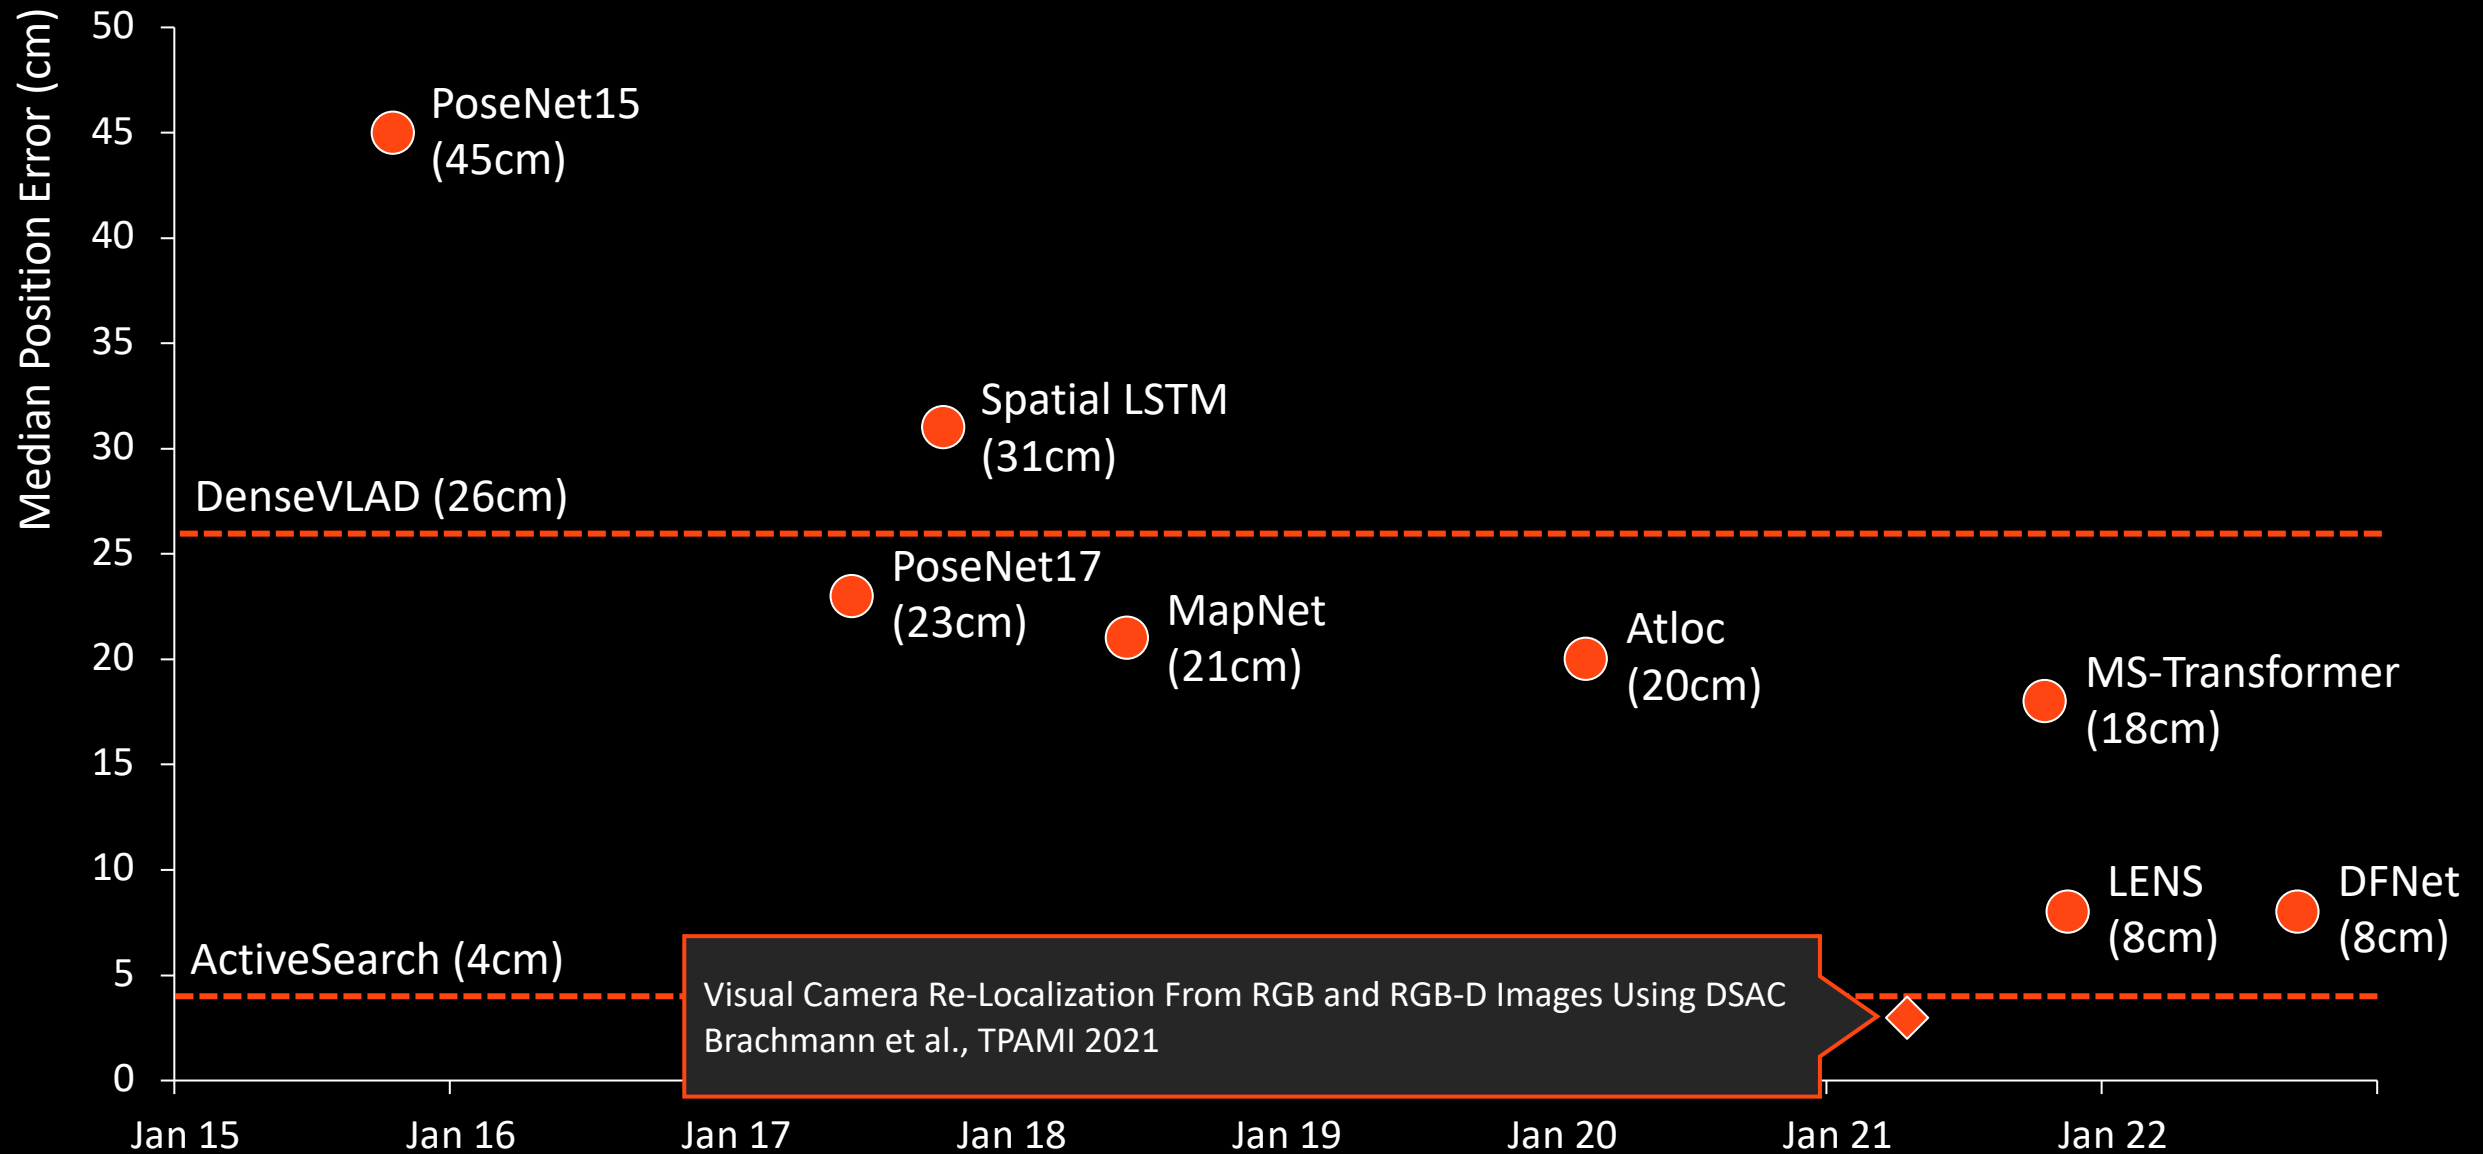 Median Position Error (cm)
50
45
40
35
30
25
20
15
10
5
0
PoseNet15
(45cm)
Spatial LSTM
(31cm)
DenseVLAD (26cm)
PoseNet17
(23cm)
MapNet
(21cm)
Atloc
(20cm)
MS-Transformer
(18cm)
LENS
(8cm)
DFNet
(8cm)
ActiveSearch (4cm)
Visual Camera Re-Localization From RGB and RGB-D Images Using DSAC
Brachmann et al., TPAMI 2021
Jan 15
Jan 16
Jan 17
Jan 18
Jan 19
Jan 20
Jan 21
Jan 22